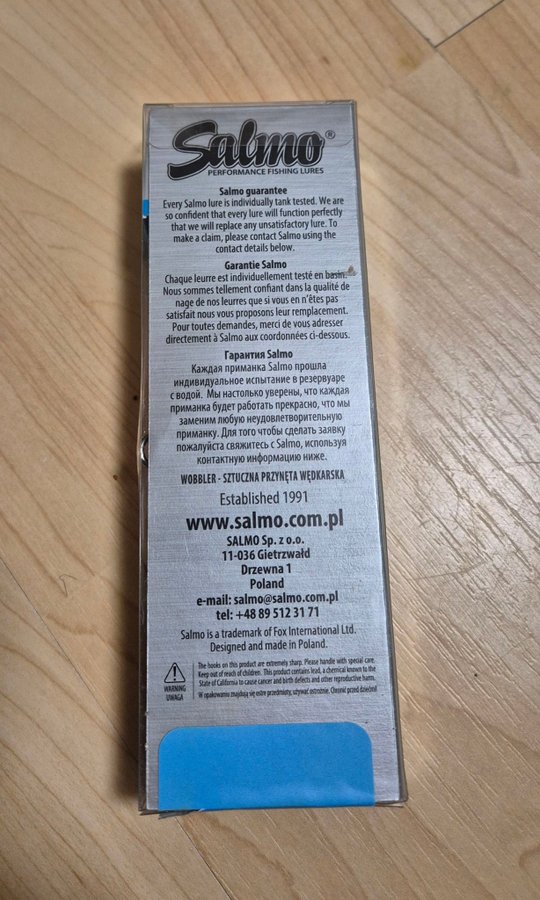 Salmo®
PERFORMANCE FISHING LURES
Salmo guarantee
Every Salmo lure is individually tank tested. We are
so confident that every lure will function perfectly
that we will replace any unsatisfactory lure. To
make a claim, please contact Salmo using the
contact details below.
Garantie Salmo
Chaque leurre est individuellement testé en bassin.
Nous sommes tellement confiant dans la qualité de
nage de nos leurres que si vous en n'êtes pas
satisfait nous vous proposons leur remplacement.
Pour toutes demandes, merci de vous adresser
directement à Salmo aux coordonnées ci-dessous.
Гарантия Salmo
Каждая приманка Salmo прошла
индивидуальное испытание в резервуаре
с водой. Мы настолько уверены, что каждая
приманка будет работать прекрасно, что мы
заменим любую неудовлетворительную
приманку. Для того чтобы сделать заявку
пожалуйста свяжитесь с Salmo, используя
контактную информацию ниже.
WOBBLER - SZTUCZNA PRZYNĘTA WĘDKARSKA
Established 1991
www.salmo.com.pl
SALMO Sp. z o.o.
11-036 Gietrzwałd
Drzewna 1
Poland
e-mail: salmo@salmo.com.pl
tel: +48 89 512 31 71
Salmo is a trademark of Fox International Ltd.
Designed and made in Poland.
WARNING
UWAGA
The hooks on this product are extremely sharp. Please handle with special care.
Keep out of reach of children. This product contains lead, a chemical known to the
State of California to cause cancer and birth defects and other reproductive harm.
W opakowaniu znajdują się ostre przedmioty, używać ostrożnie. Chronić przed dziećmi!